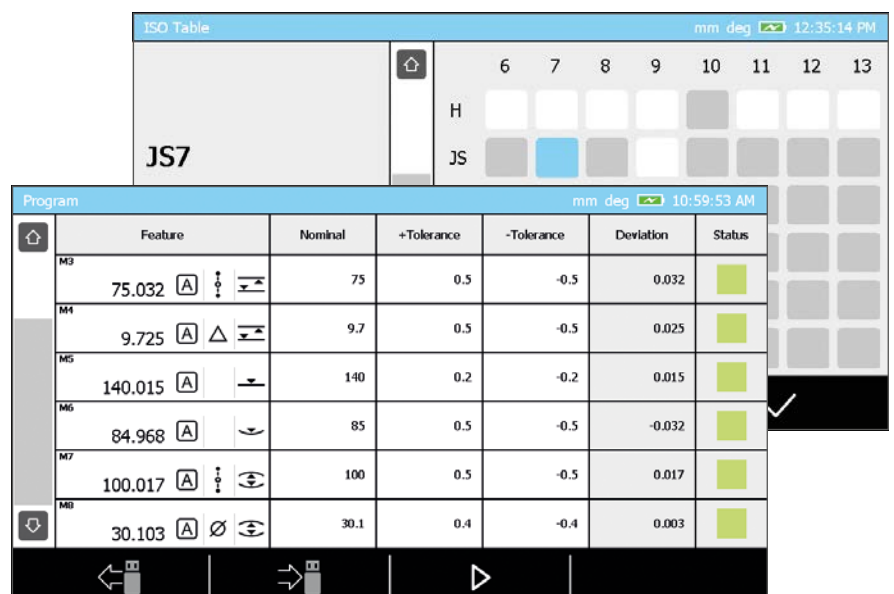 ISO Table mm deg 12:35:14 PM
6 7 8 9 10 11 12 13
H
JS7 JS
Program mm deg 10:59:53 AM
Feature Nominal +Tolerance -Tolerance Deviation Status
M3
75.032 A 75 0.5 -0.5 0.032
M4
9.725 A 9.7 0.5 -0.5 0.025
M5
140.015 A 140 0.2 -0.2 0.015
M6
84.968 A 85 0.5 -0.5 -0.032
M7
100.017 A 100 0.5 -0.5 0.017
M8
30.103 A Ø 30.1 0.4 -0.4 0.003